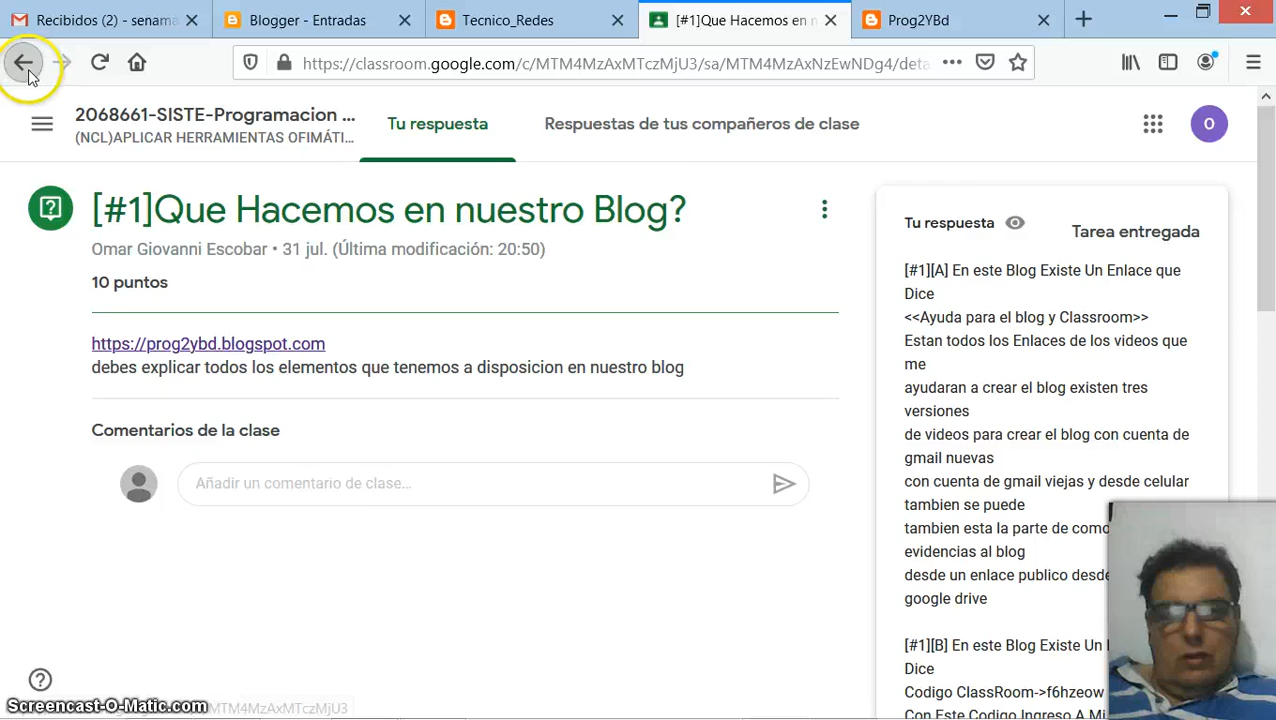 Recibidos (2) - senama
Blogger - Entradas
Tecnico_Redes
[#1]Que Hacemos en n
Prog2YBd
https://classroom.google.com/c/MTM4MzAxMTczMjU3/sa/MTM4MzAxNzEwNDg4/deta
2068661-SISTE-Programacion ...
(NCL)APLICAR HERRAMIENTAS OFIMÁTI...
Tu respuesta
Respuestas de tus compañeros de clase
O
[#1]Que Hacemos en nuestro Blog?
Omar Giovanni Escobar • 31 jul. (Última modificación: 20:50)
10 puntos
https://prog2ybd.blogspot.com
debes explicar todos los elementos que tenemos a disposicion en nuestro blog
Comentarios de la clase
Añadir un comentario de clase...
Tu respuesta
Tarea entregada
[#1][A] En este Blog Existe Un Enlace que
Dice
<<Ayuda para el blog y Classroom>>
Estan todos los Enlaces de los videos que
me
ayudaran a crear el blog existen tres
versiones
de videos para crear el blog con cuenta de
gmail nuevas
con cuenta de gmail viejas y desde celular
tambien se puede
tambien esta la parte de como
evidencias al blog
desde un enlace publico desde
google drive
[#1][B] En este Blog Existe Un
Dice
Codigo ClassRoom->f6hzeow
Con Este Codigo Ingreso A Mi
MTM4MzAxMTczMjU3
Screencast-O-Matic.com